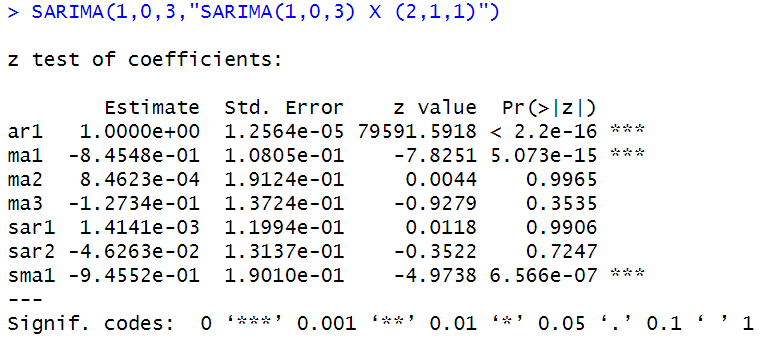 > SARIMA(1,0,3,"SARIMA(1,0,3) X (2,1,1)")
z test of coefficients:
Estimate Std. Error z value Pr(>|z|)
ar1 1.0000e+00 1.2564e-05 79591.5918 < 2.2e-16 ***
ma1 -8.4548e-01 1.0805e-01 -7.8251 5.073e-15 ***
ma2 8.4623e-04 1.9124e-01 0.0044 0.9965
ma3 -1.2734e-01 1.3724e-01 -0.9279 0.3535
sar1 1.4141e-03 1.1994e-01 0.0118 0.9906
sar2 -4.6263e-02 1.3137e-01 -0.3522 0.7247
sma1 -9.4552e-01 1.9010e-01 -4.9738 6.566e-07 ***
---
Signif. codes: 0 ‘***’ 0.001 ‘**’ 0.01 ‘*’ 0.05 ‘.’ 0.1 ‘ ’ 1